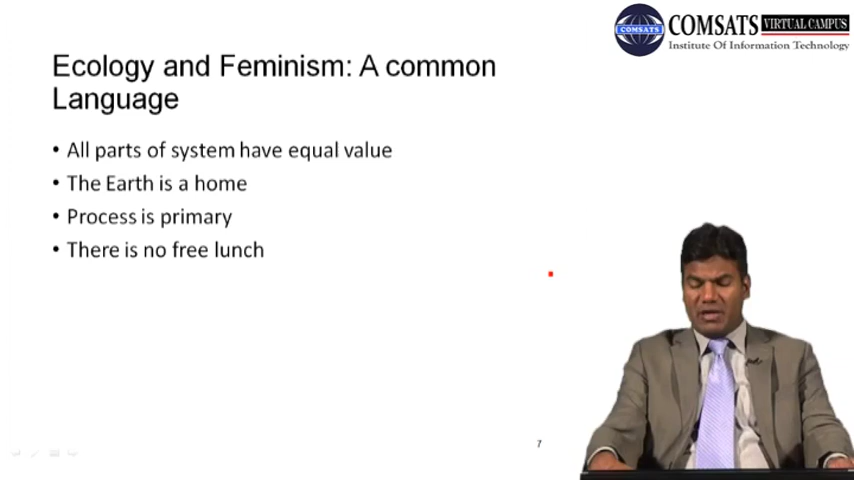 COMSATS
COMSATS VIRTUAL CAMPUS
Institute Of Information Technology
Ecology and Feminism: A common
Language
• All parts of system have equal value
• The Earth is a home
• Process is primary
• There is no free lunch
7